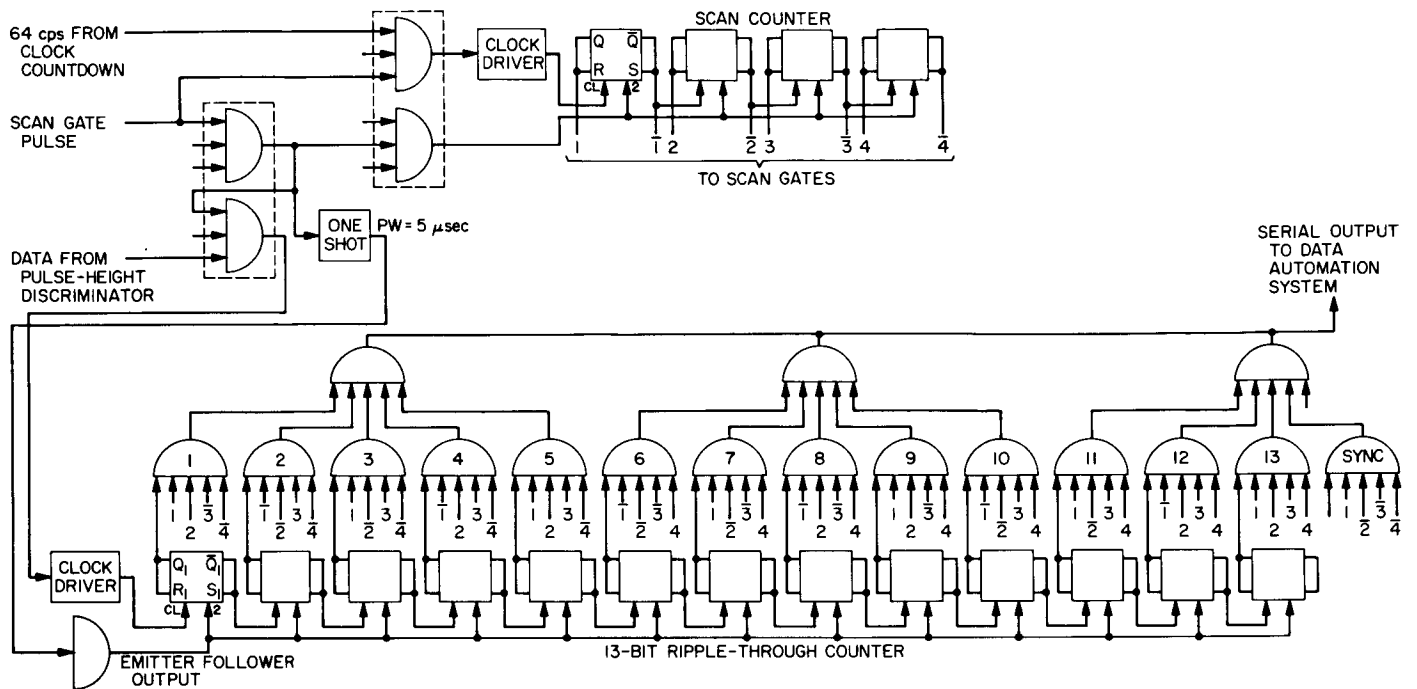 64 cps FROM
CLOCK
COUNTDOWN
SCAN GATE
PULSE
DATA FROM
PULSE-HEIGHT
DISCRIMINATOR
CLOCK
DRIVER
SCAN COUNTER
Q Q̅
R S
CL 2
1 1̅ 2 2̅ 3 3̅ 4 4̅
TO SCAN GATES
ONE
SHOT
PW = 5 μsec
SERIAL OUTPUT
TO DATA
AUTOMATION
SYSTEM
1 2 3 4 5 6 7 8 9 10 11 12 13 SYNC
1 2 3̅ 4̅
1̅ 2̅ 3 4̅
1 2̅ 3 4̅
1̅ 2 3 4̅
1 2 3 4̅
1̅ 2̅ 3̅ 4
1 2̅ 3̅ 4
1̅ 2 3̅ 4
1 2 3̅ 4
1̅ 2̅ 3 4
1 2̅ 3 4
1̅ 2 3 4
1 2 3 4
1 2̅ 3̅ 4̅
CLOCK
DRIVER
Q₁ Q̅₁
R₁ S₁
CL 2
EMITTER FOLLOWER
OUTPUT
13-BIT RIPPLE-THROUGH COUNTER